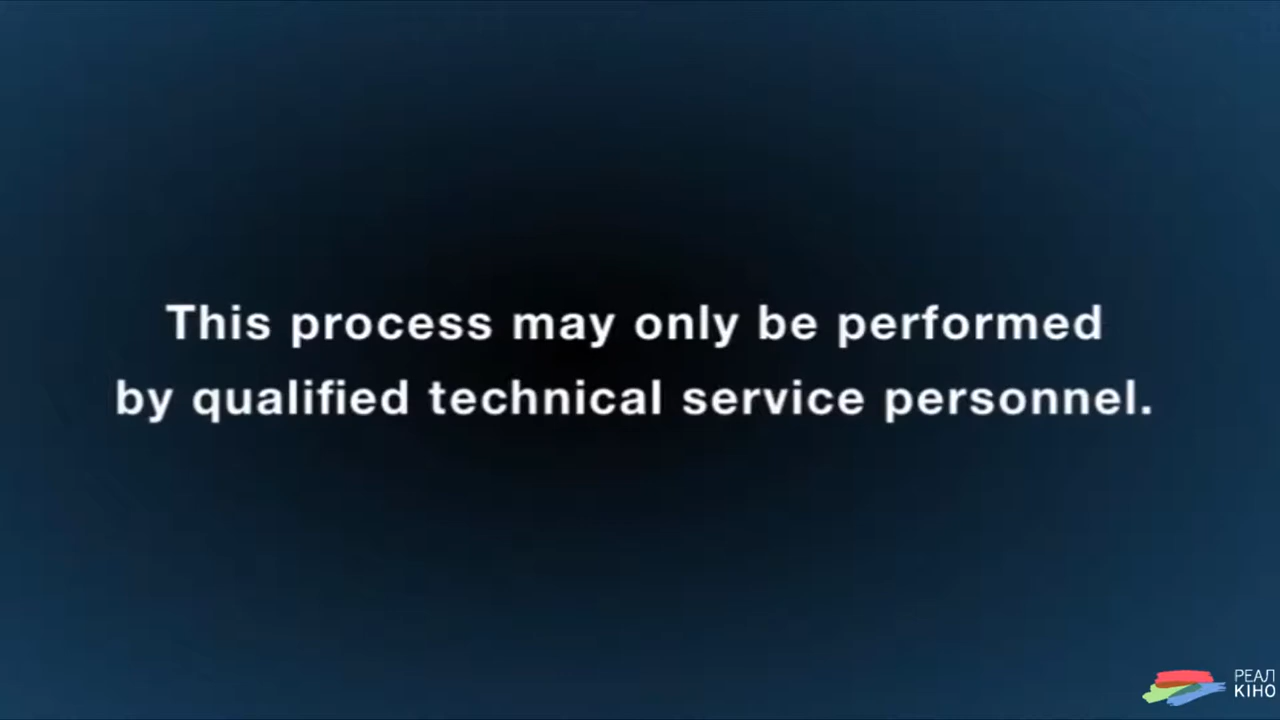 This process may only be performed
by qualified technical service personnel.
РЕАЛ
КІНО